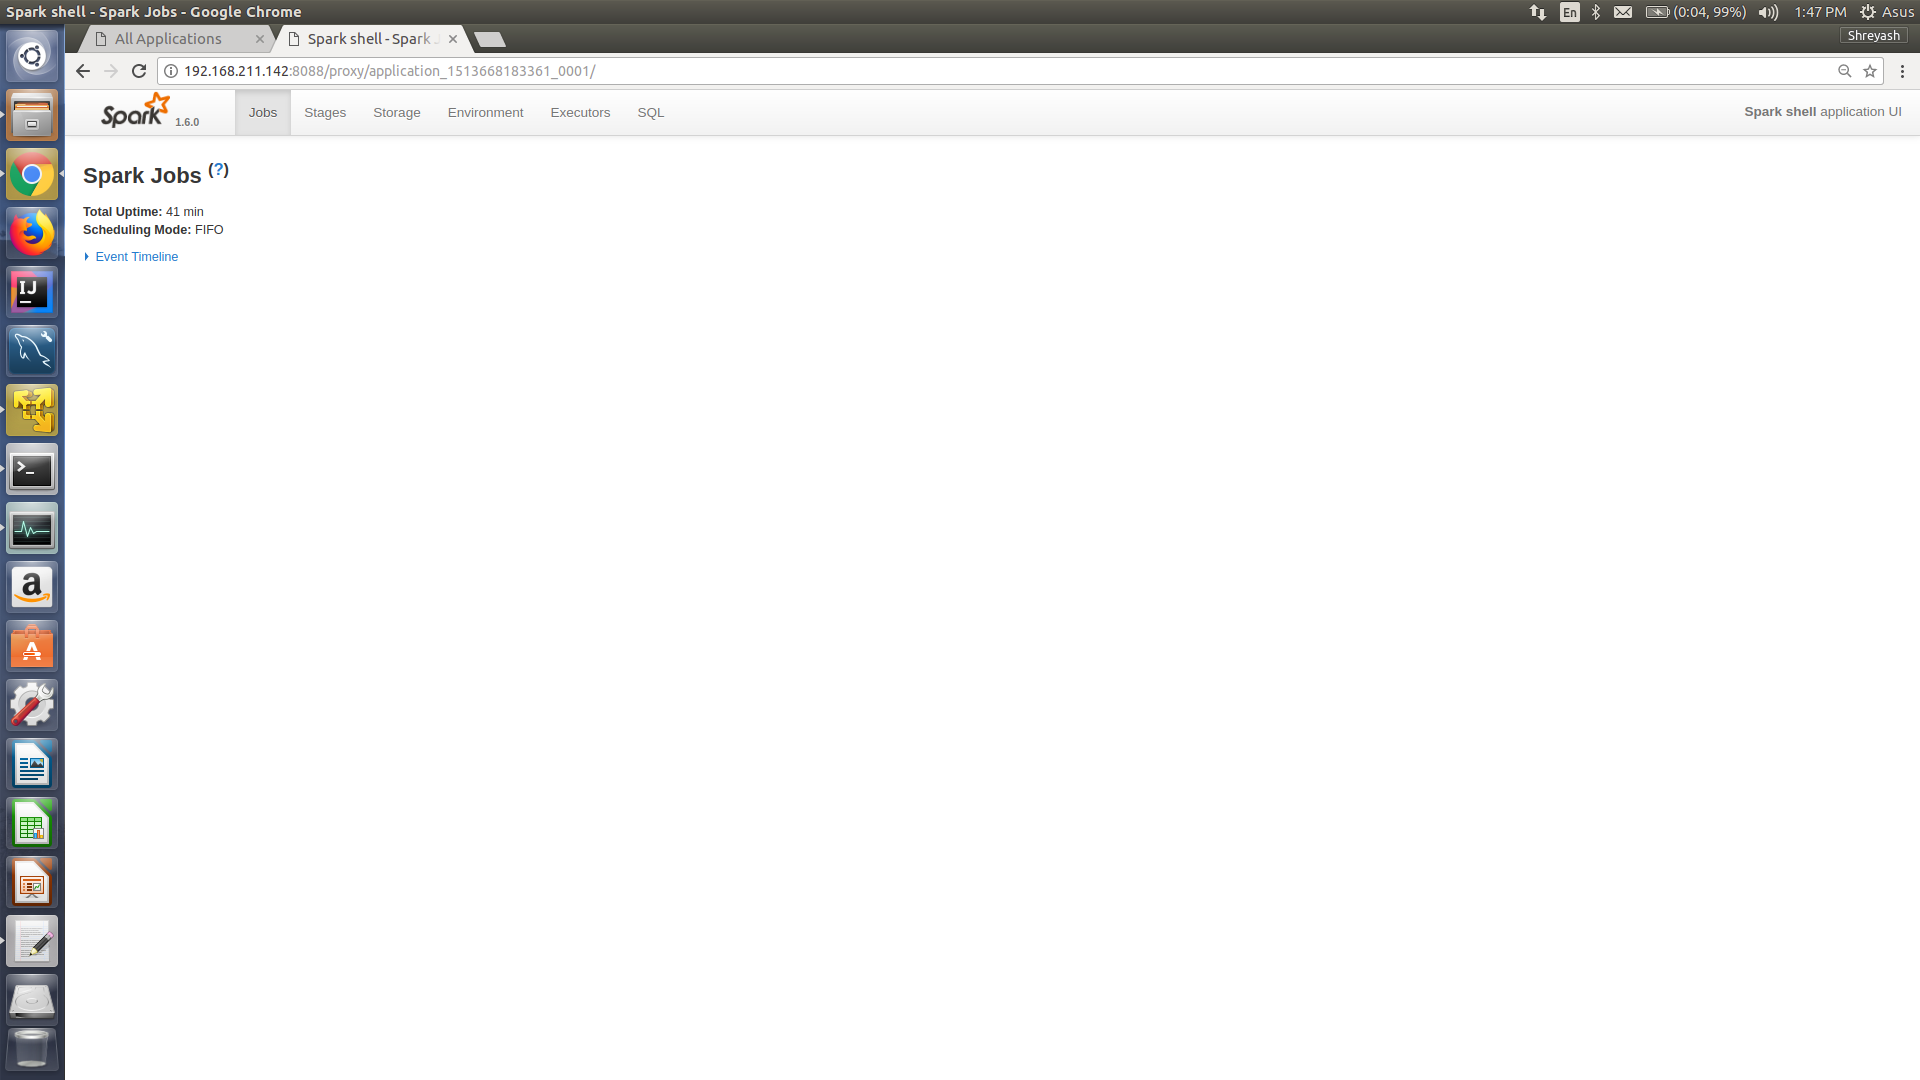 Spark shell - Spark Jobs - Google Chrome
En
(0:04, 99%)
1:47 PM
Asus
All Applications
Spark shell - Spark
Shreyash
192.168.211.142:8088/proxy/application_1513668183361_0001/
Spark 1.6.0
Jobs
Stages
Storage
Environment
Executors
SQL
Spark shell application UI
Spark Jobs (?)
Total Uptime: 41 min
Scheduling Mode: FIFO
Event Timeline
IJ
>_
a
A